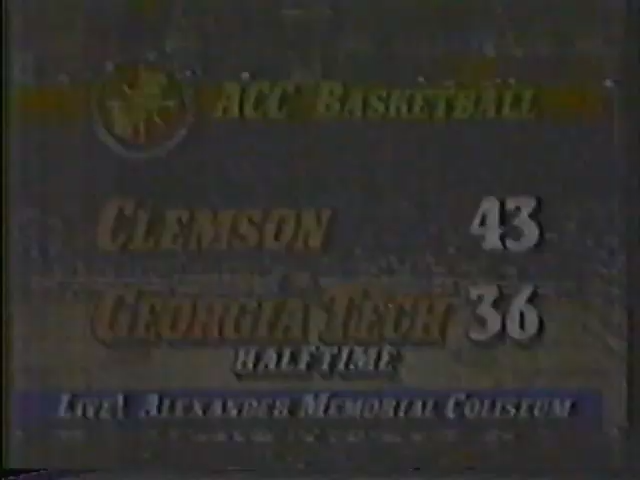 ACC BASKETBALL
CLEMSON 43
GEORGIA TECH 36
HALFTIME
LIVE! ALEXANDER MEMORIAL COLISEUM